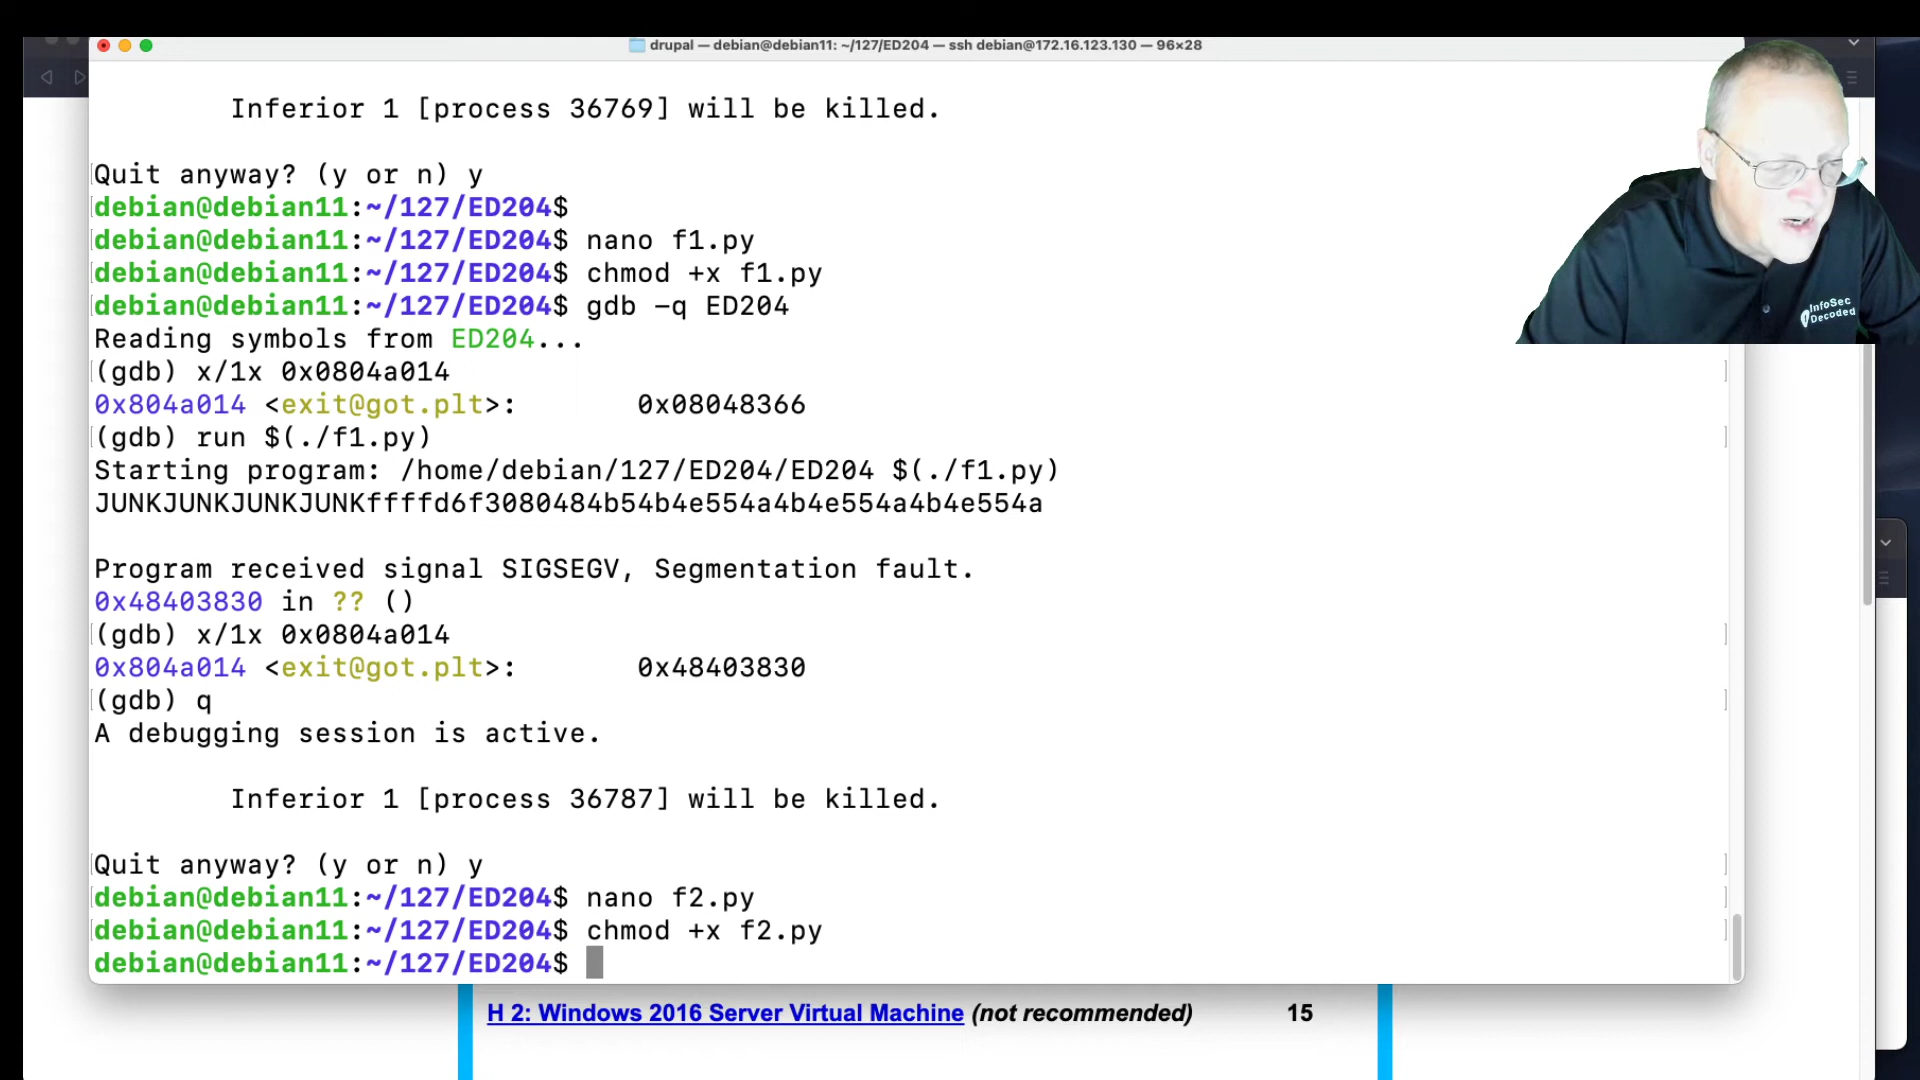 drupal — debian@debian11: ~/127/ED204 — ssh debian@172.16.123.130 — 96×28
Inferior 1 [process 36769] will be killed.
Quit anyway? (y or n) y
debian@debian11:~/127/ED204$
debian@debian11:~/127/ED204$ nano f1.py
debian@debian11:~/127/ED204$ chmod +x f1.py
debian@debian11:~/127/ED204$ gdb -q ED204
Reading symbols from ED204...
(gdb) x/1x 0x0804a014
0x804a014 <exit@got.plt>: 0x08048366
(gdb) run $(./f1.py)
Starting program: /home/debian/127/ED204/ED204 $(./f1.py)
JUNKJUNKJUNKJUNKffffd6f3080484b54b4e554a4b4e554a4b4e554a
Program received signal SIGSEGV, Segmentation fault.
0x48403830 in ?? ()
(gdb) x/1x 0x0804a014
0x804a014 <exit@got.plt>: 0x48403830
(gdb) q
A debugging session is active.
Inferior 1 [process 36787] will be killed.
Quit anyway? (y or n) y
debian@debian11:~/127/ED204$ nano f2.py
debian@debian11:~/127/ED204$ chmod +x f2.py
debian@debian11:~/127/ED204$
InfoSec
Decoded
H 2: Windows 2016 Server Virtual Machine (not recommended) 15